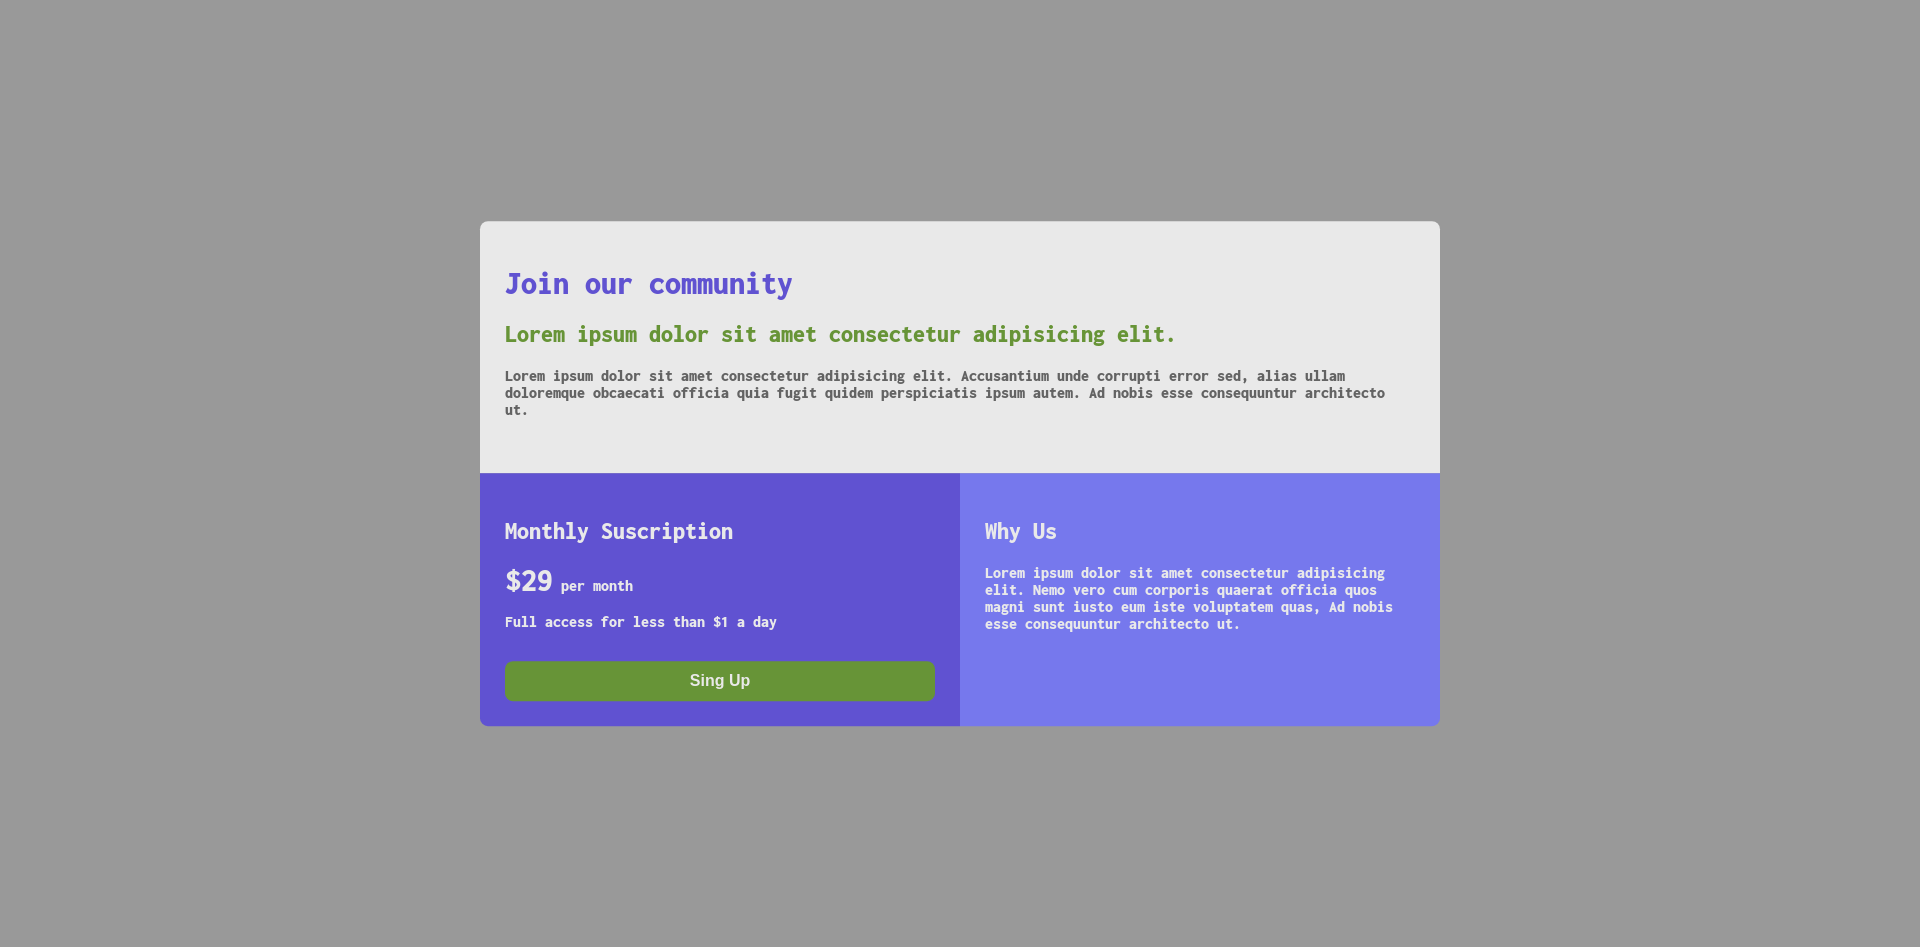 Join our community
Lorem ipsum dolor sit amet consectetur adipisicing elit.
Lorem ipsum dolor sit amet consectetur adipisicing elit. Accusantium unde corrupti error sed, alias ullam
doloremque obcaecati officia quia fugit quidem perspiciatis ipsum autem. Ad nobis esse consequuntur architecto
ut.
Monthly Suscription
$29 per month
Full access for less than $1 a day
Sing Up
Why Us
Lorem ipsum dolor sit amet consectetur adipisicing
elit. Nemo vero cum corporis quaerat officia quos
magni sunt iusto eum iste voluptatem quas, Ad nobis
esse consequuntur architecto ut.